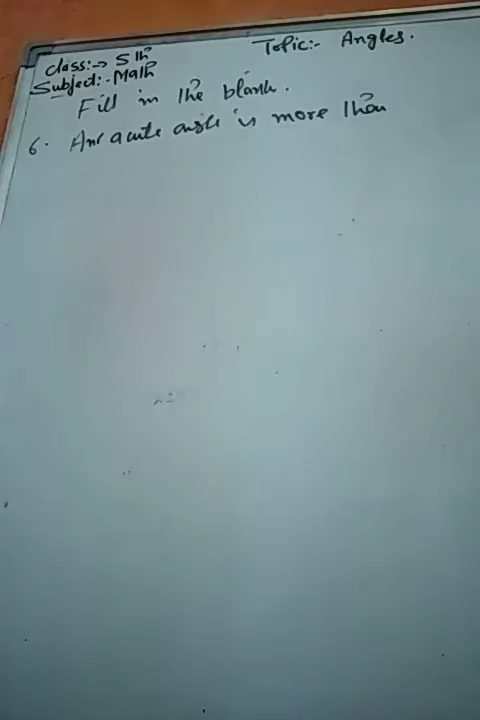 Class:→ 5th Topic:- Angles.
Subject:- Math
Fill in the blank.
6. An acute angle is more than